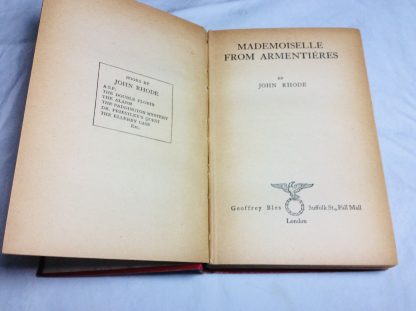 BOOKS BY
JOHN RHODE
A.S.F.
THE DOUBLE FLORIN
THE ALARM
THE PADDINGTON MYSTERY
DR. PRIESTLEY'S QUEST
THE ELLERBY CASE
Etc.
MADEMOISELLE
FROM ARMENTIÈRES
BY
JOHN RHODE
Geoffrey Bles Suffolk St., Pall Mall
London